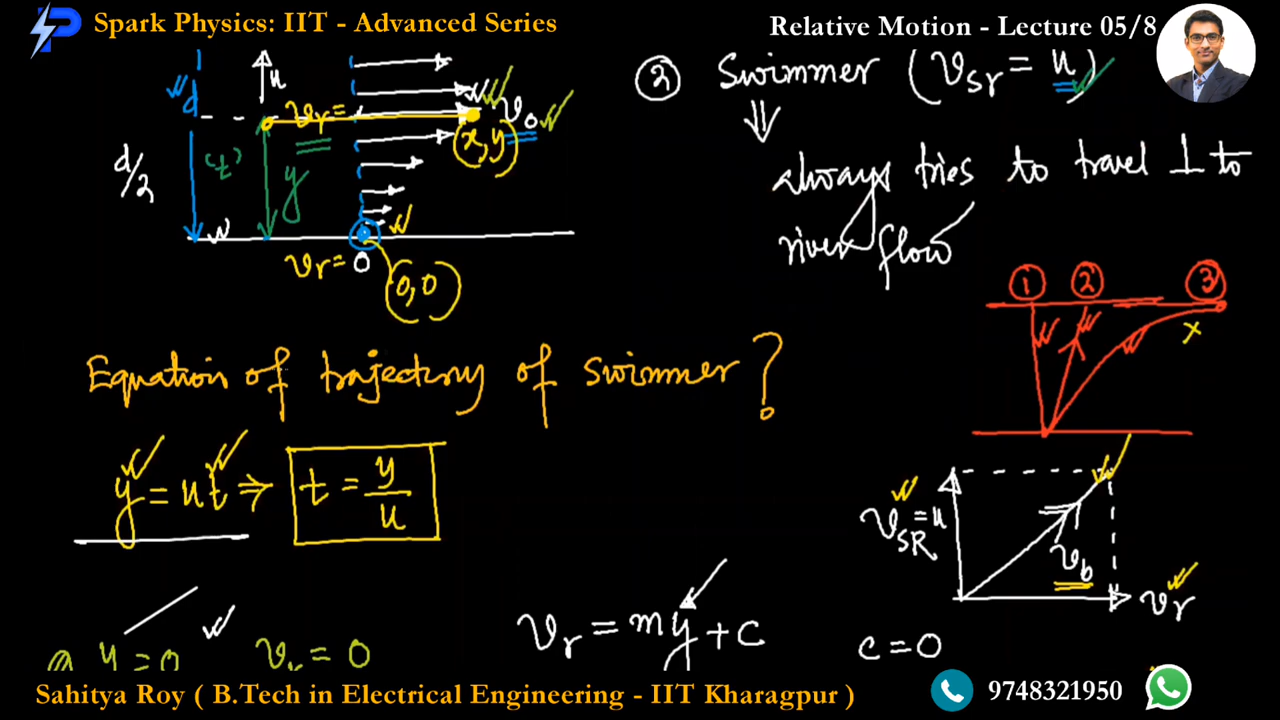 Spark Physics: IIT - Advanced Series
Relative Motion - Lecture 05/8
d
u
vr =
v₀
(x, y)
d/2
(t)
y
vr = 0
(0,0)
② Swimmer (vsr = u)
⇓
always tries to travel ⊥ to
river flow
① ② ③
x
Equation of trajectory of swimmer?
y = ut ⇒ t = y/u
vSR = u
vb
vr
vr = my + c
c = 0
@ y = 0 vr = 0
Sahitya Roy ( B.Tech in Electrical Engineering - IIT Kharagpur )
9748321950